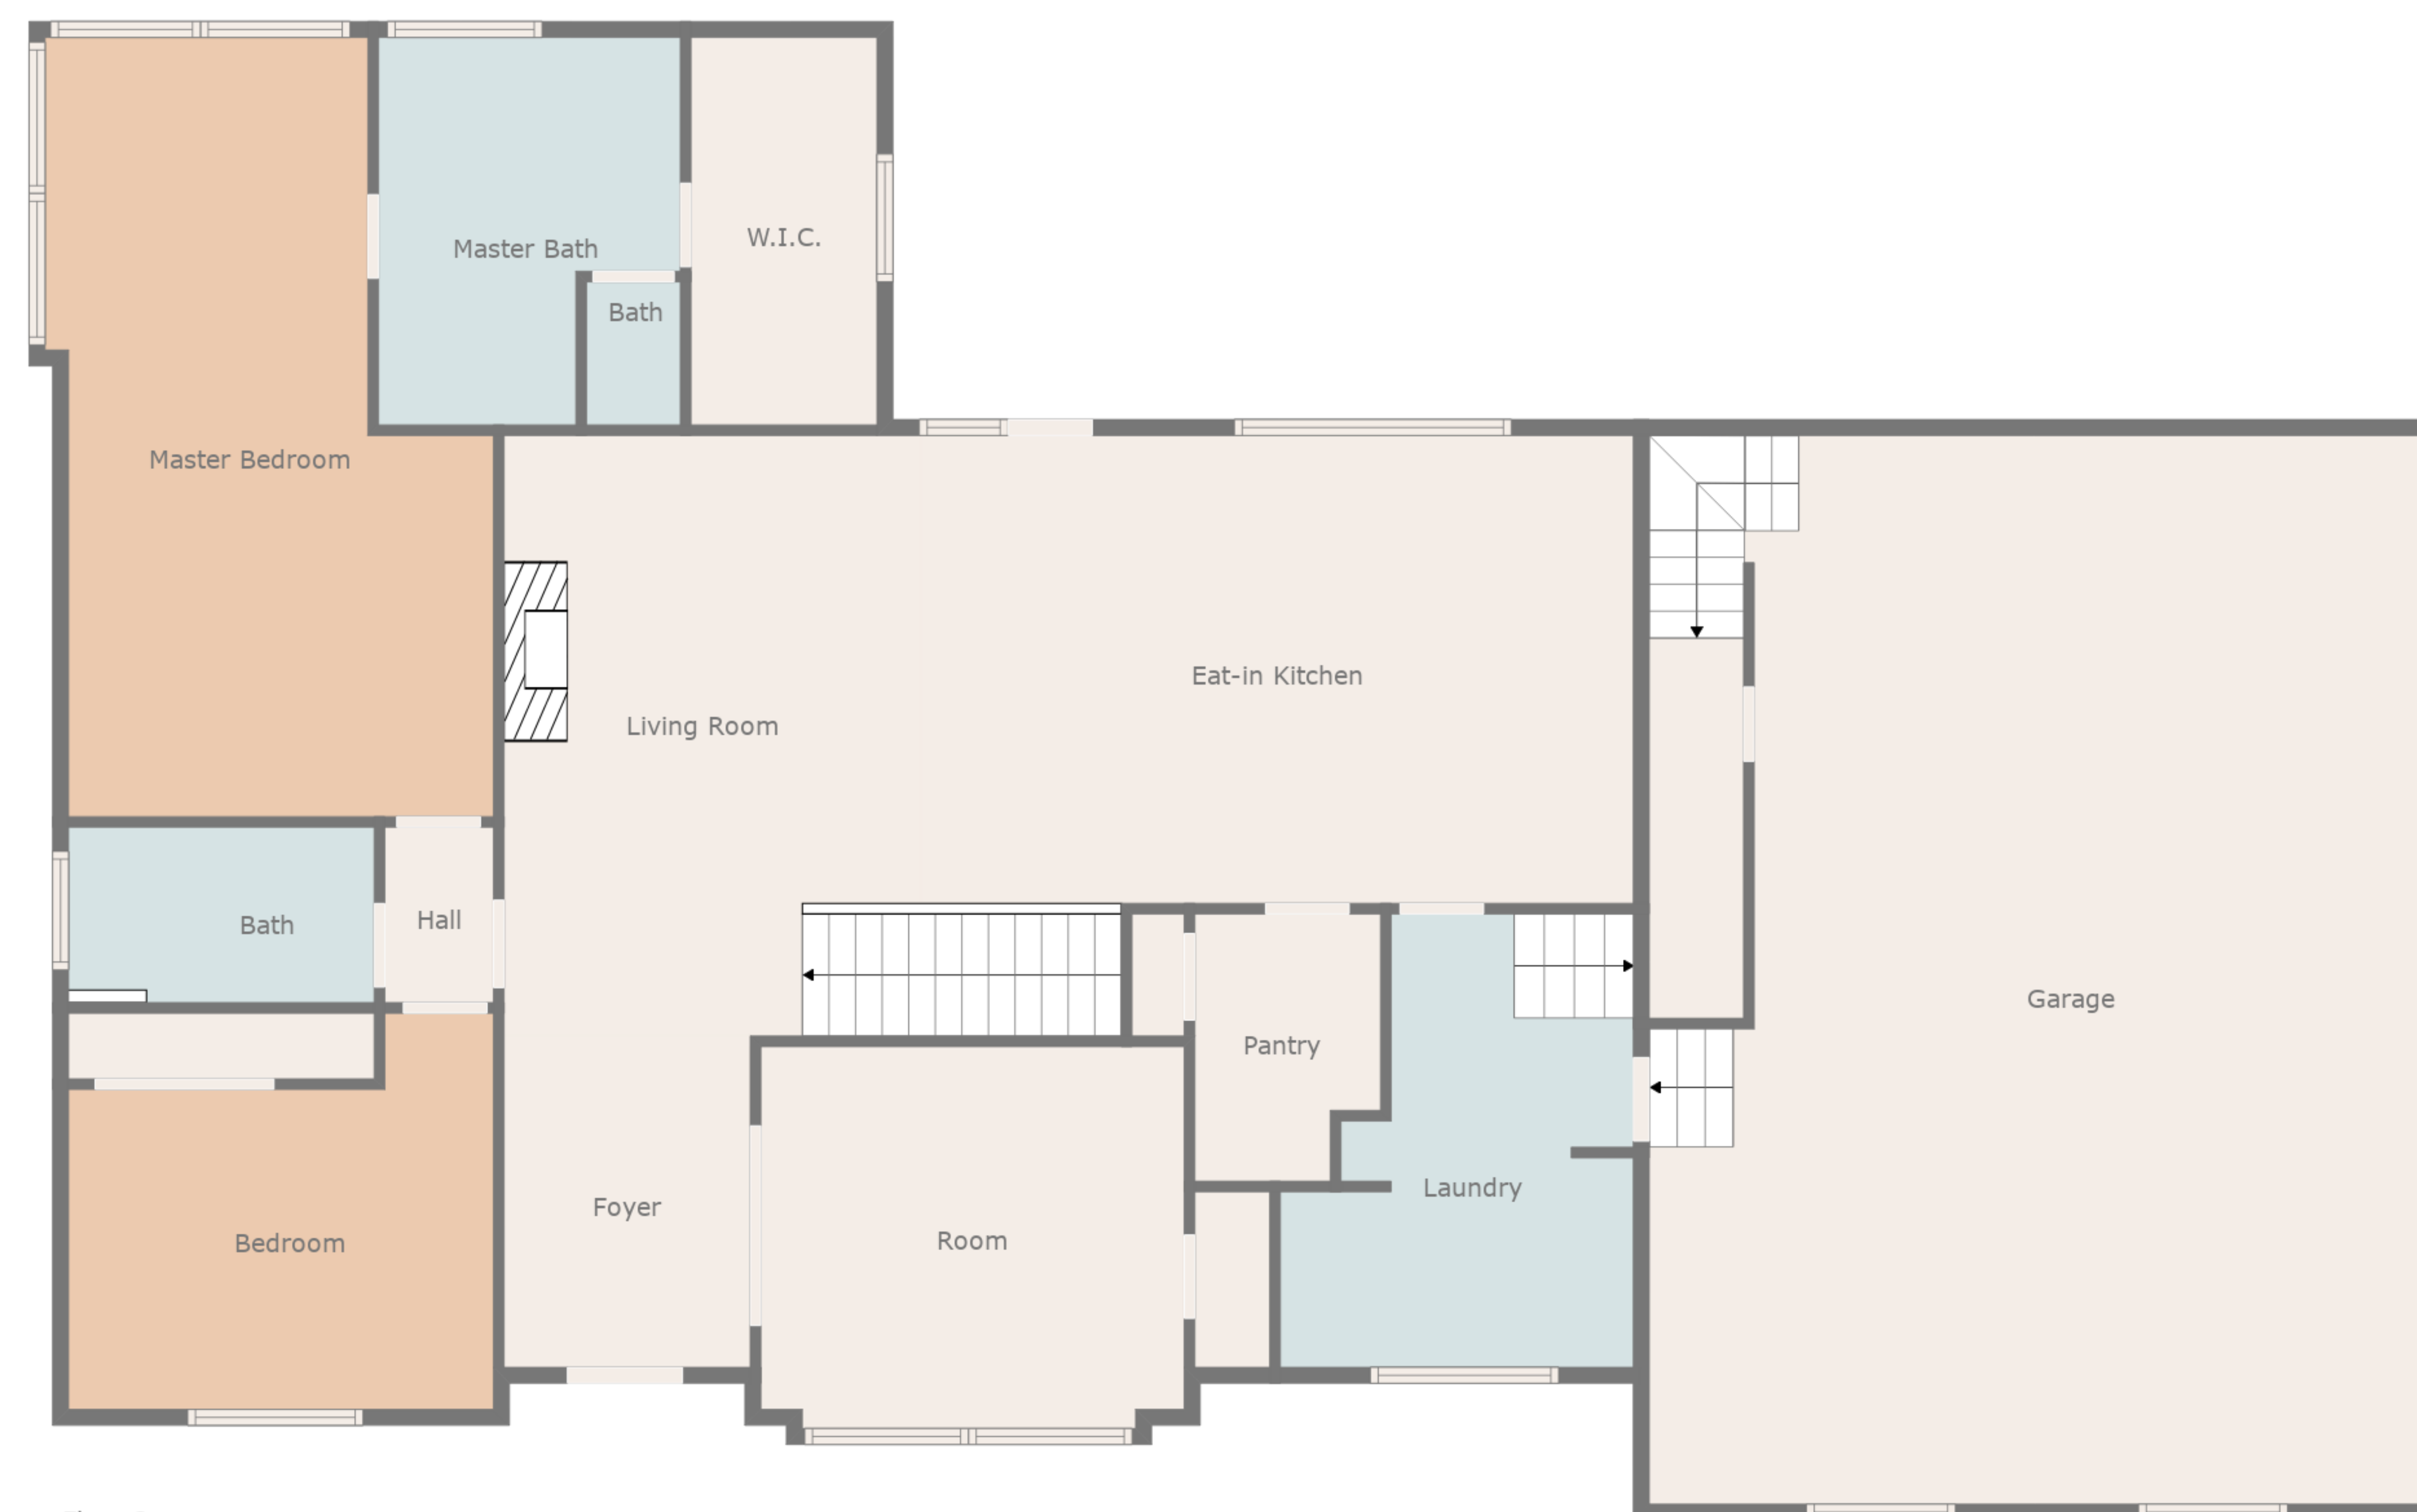 W.I.C.
Master Bath
Bath
Master Bedroom
Eat-in Kitchen
Living Room
Hall
Bath
Garage
Pantry
Laundry
Foyer
Room
Bedroom